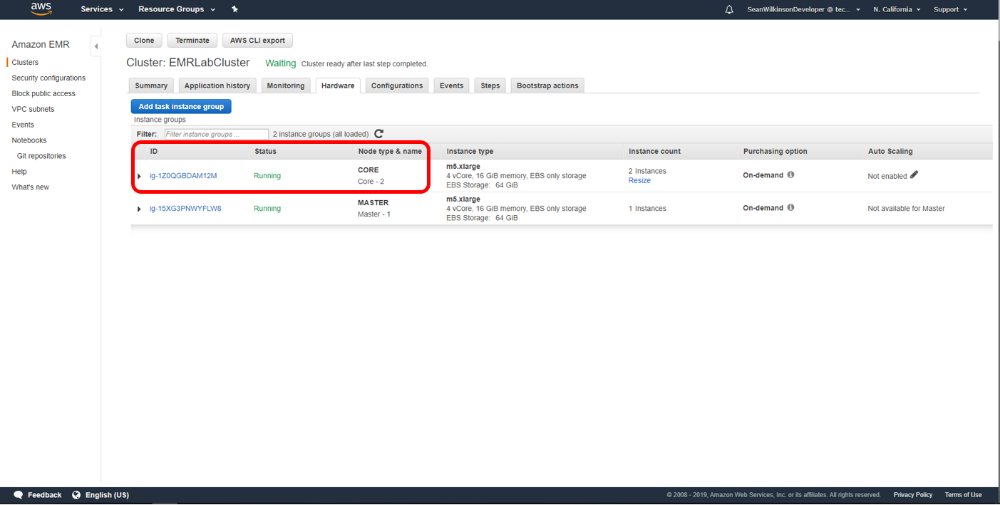 aws
Services
Resource Groups
SeanWilkinsonDeveloper @ tec...
N. California
Support
Amazon EMR
Clusters
Security configurations
Block public access
VPC subnets
Events
Notebooks
Git repositories
Help
What's new
Clone
Terminate
AWS CLI export
Cluster: EMRLabCluster Waiting Cluster ready after last step completed.
Summary
Application history
Monitoring
Hardware
Configurations
Events
Steps
Bootstrap actions
Add task instance group
Instance groups
Filter: Filter instance groups ... 2 instance groups (all loaded)
ID Status Node type & name Instance type Instance count Purchasing option Auto Scaling
ig-1Z0QGBDAM12M
Running
CORE
Core - 2
m5.xlarge
4 vCore, 16 GiB memory, EBS only storage
EBS Storage: 64 GiB
2 Instances
Resize
On-demand
Not enabled
ig-15XG3PNWYFLW8
Running
MASTER
Master - 1
m5.xlarge
4 vCore, 16 GiB memory, EBS only storage
EBS Storage: 64 GiB
1 Instances
On-demand
Not available for Master
Feedback
English (US)
© 2008 - 2019, Amazon Web Services, Inc. or its affiliates. All rights reserved.
Privacy Policy
Terms of Use